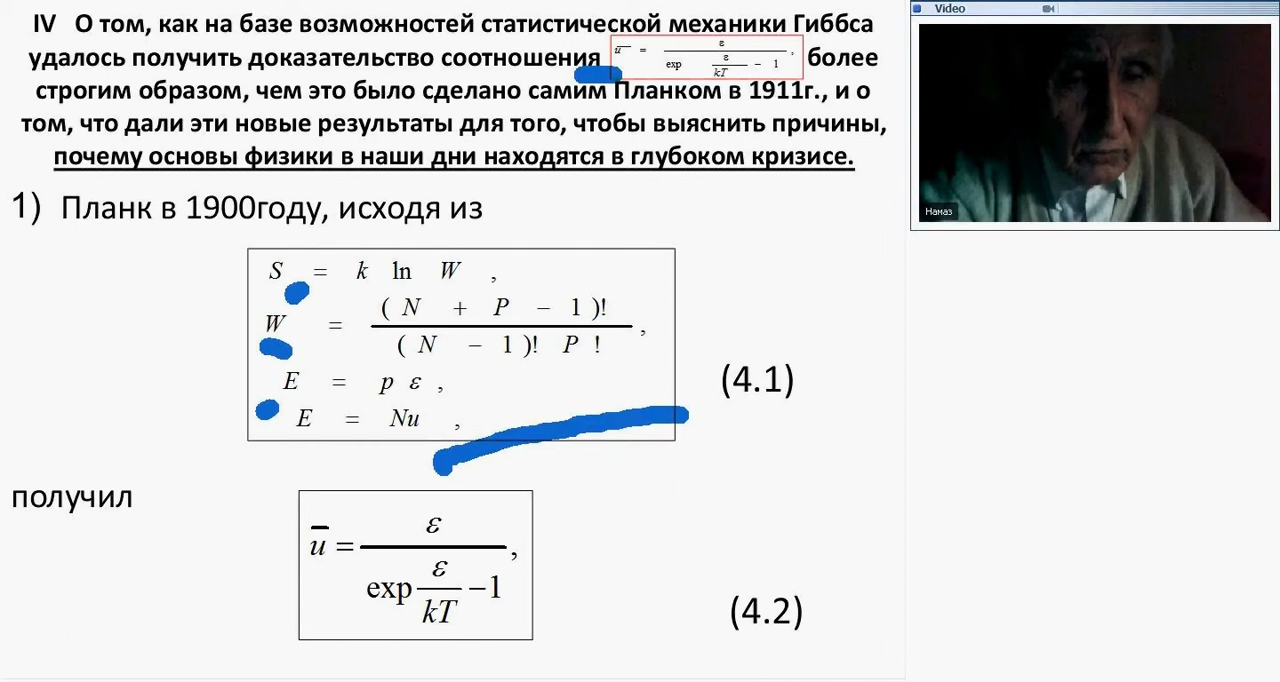 IV О том, как на базе возможностей статистической механики Гиббса
удалось получить доказательство соотношения u̅ = ε / (exp ε/kT − 1), более
строгим образом, чем это было сделано самим Планком в 1911г., и о
том, что дали эти новые результаты для того, чтобы выяснить причины,
почему основы физики в наши дни находятся в глубоком кризисе.
1) Планк в 1900году, исходя из
S = k ln W ,
W = (N + P − 1)! / (N − 1)! P! ,
E = p ε ,
E = Nu ,
(4.1)
получил
u̅ = ε / (exp ε/kT − 1) ,
(4.2)
Video
Намаз